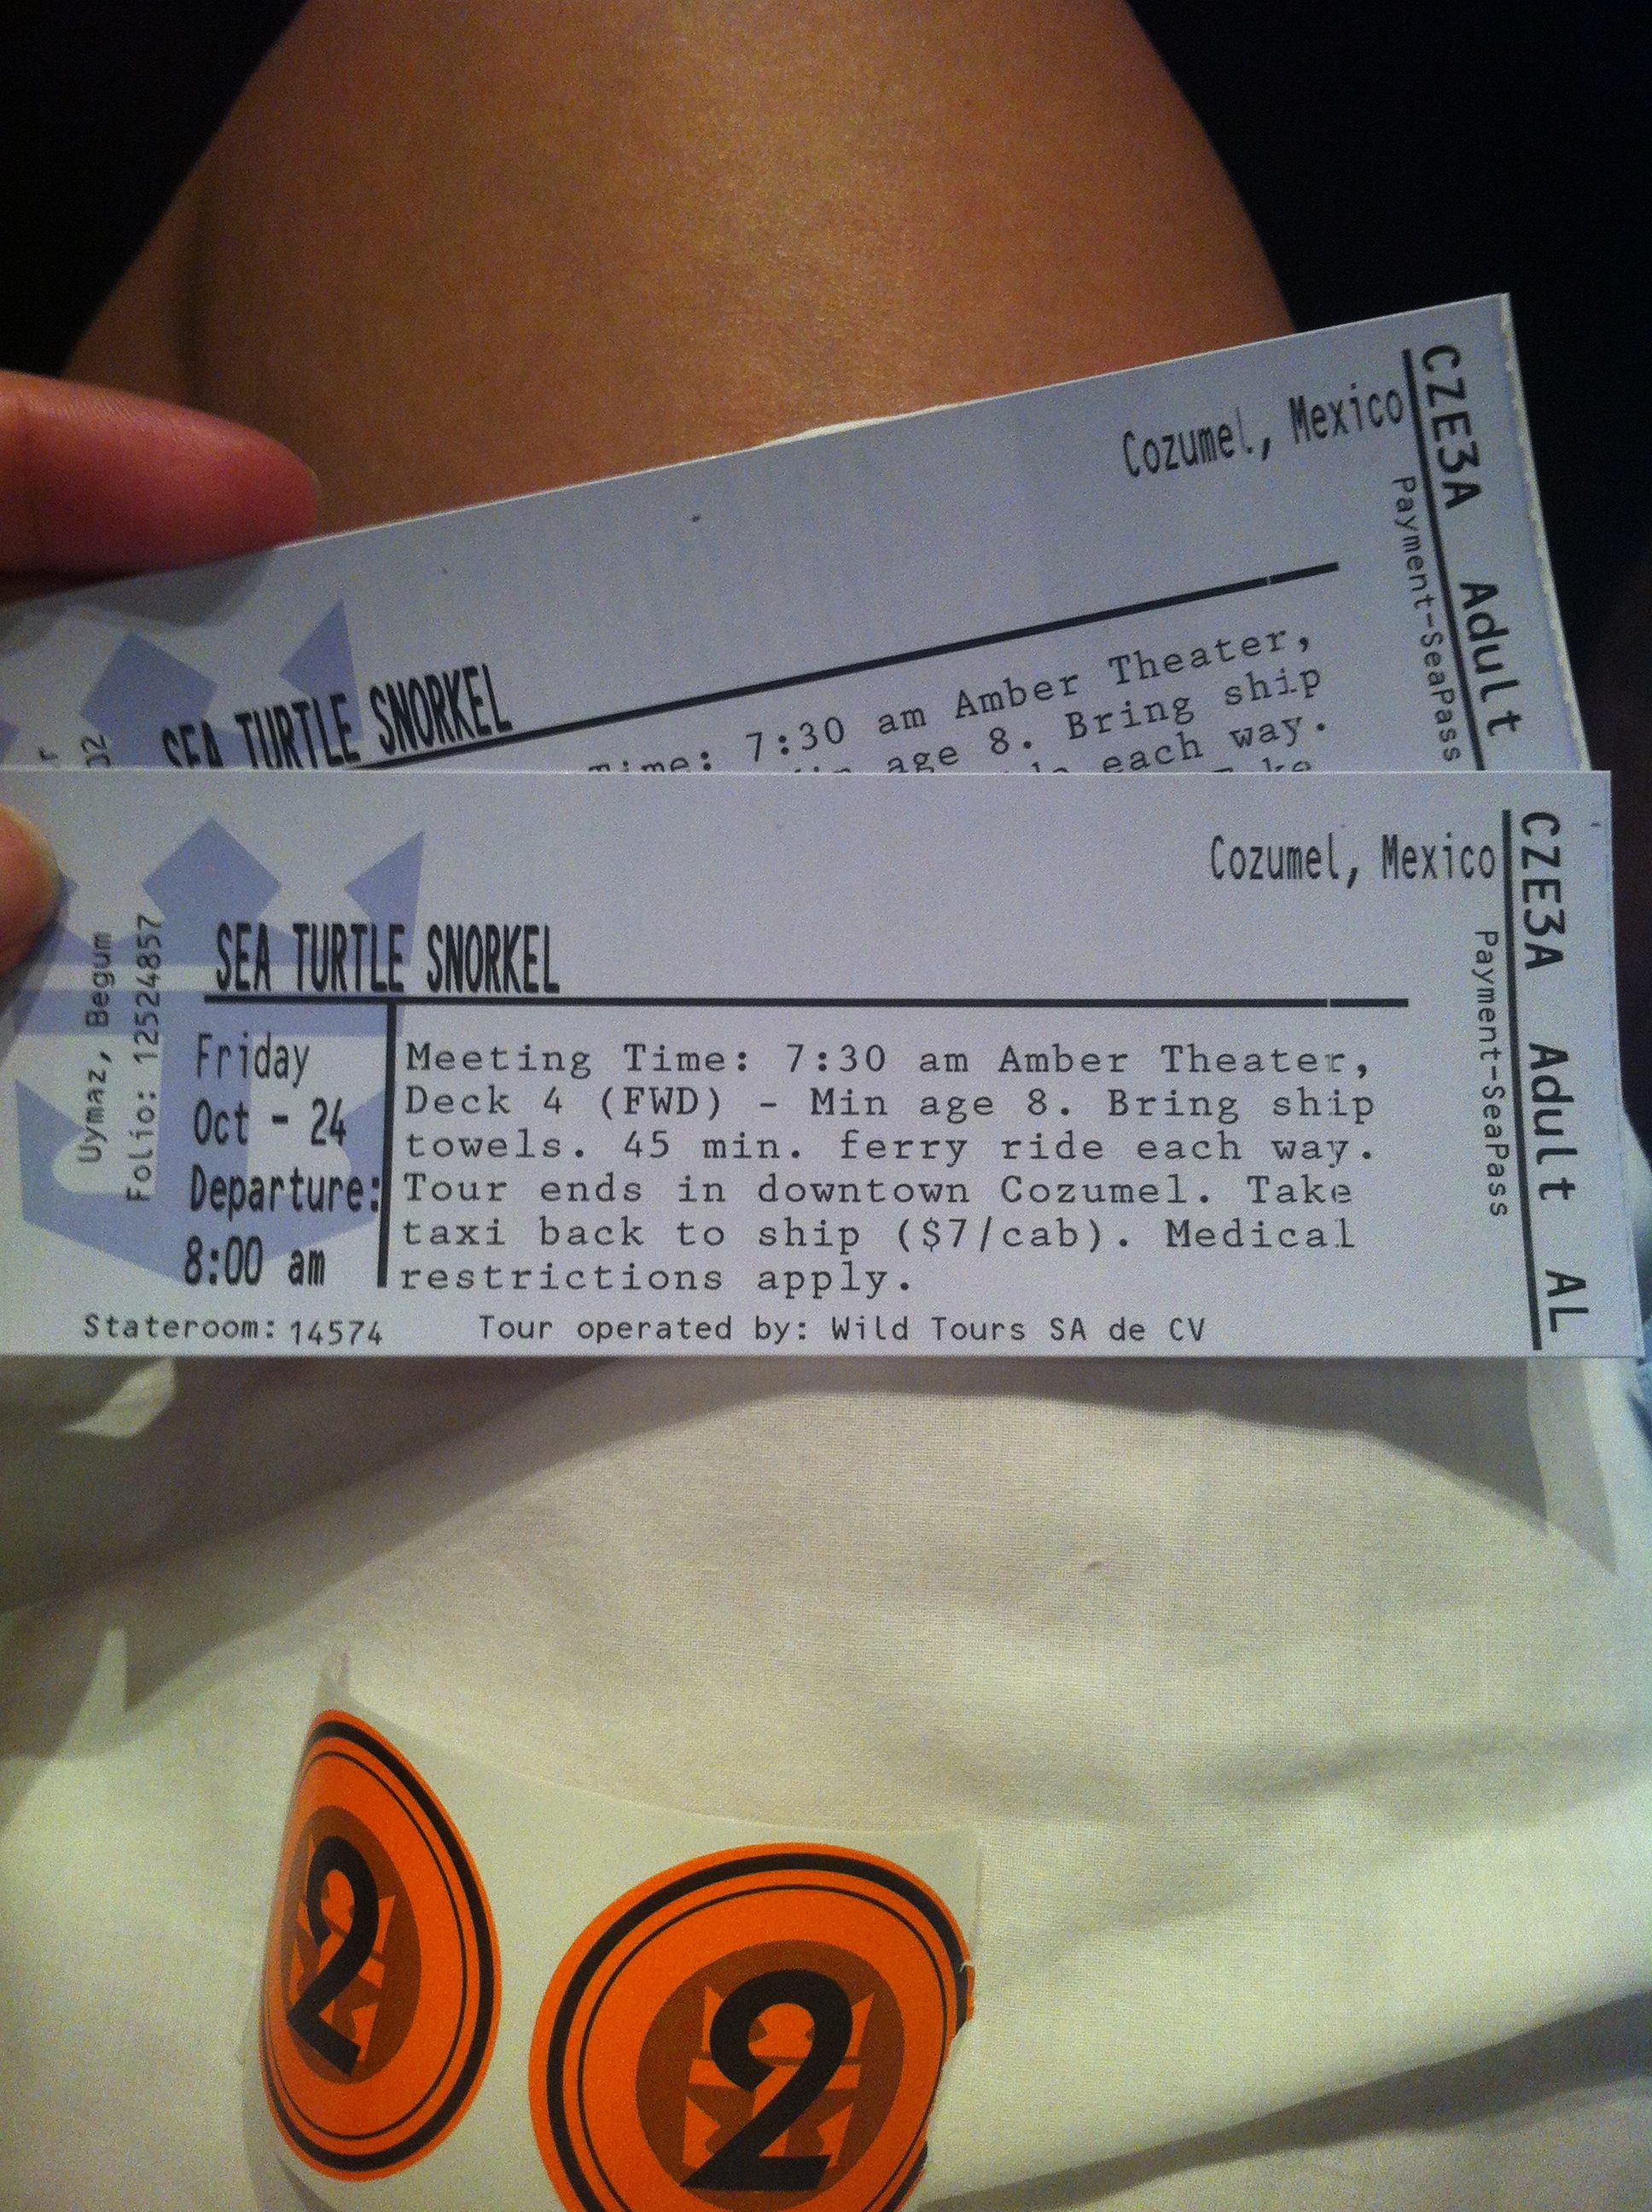 Cozumel, Mexico
CZE3A Adult
Payment-SeaPass
SEA TURTLE SNORKEL
Time: 7:30 am Amber Theater,
age 8. Bring ship
each way.
Cozumel, Mexico
CZE3A Adult AL
Payment-SeaPass
SEA TURTLE SNORKEL
Uymaz, Begum
Folio: 12524857
Friday
Oct - 24
Departure:
8:00 am
Meeting Time: 7:30 am Amber Theater,
Deck 4 (FWD) - Min age 8. Bring ship
towels. 45 min. ferry ride each way.
Tour ends in downtown Cozumel. Take
taxi back to ship ($7/cab). Medical
restrictions apply.
Stateroom: 14574 Tour operated by: Wild Tours SA de CV
2
2